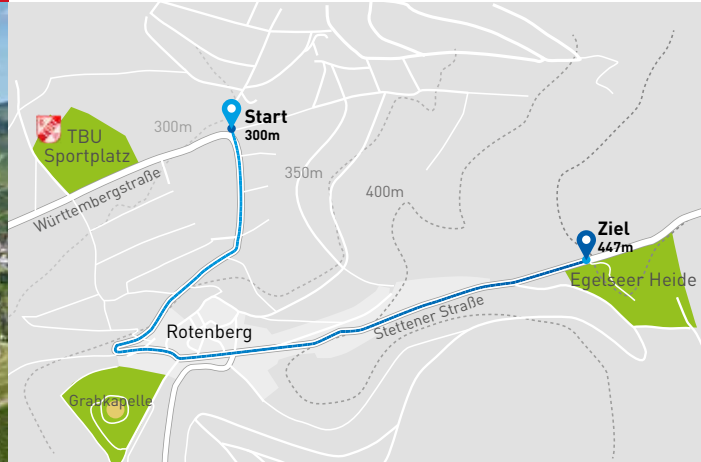 Start
300m
300m
TBU
Sportplatz
Württembergstraße
350m
400m
Ziel
447m
Egelseer Heide
Stettener Straße
Rotenberg
Grabkapelle